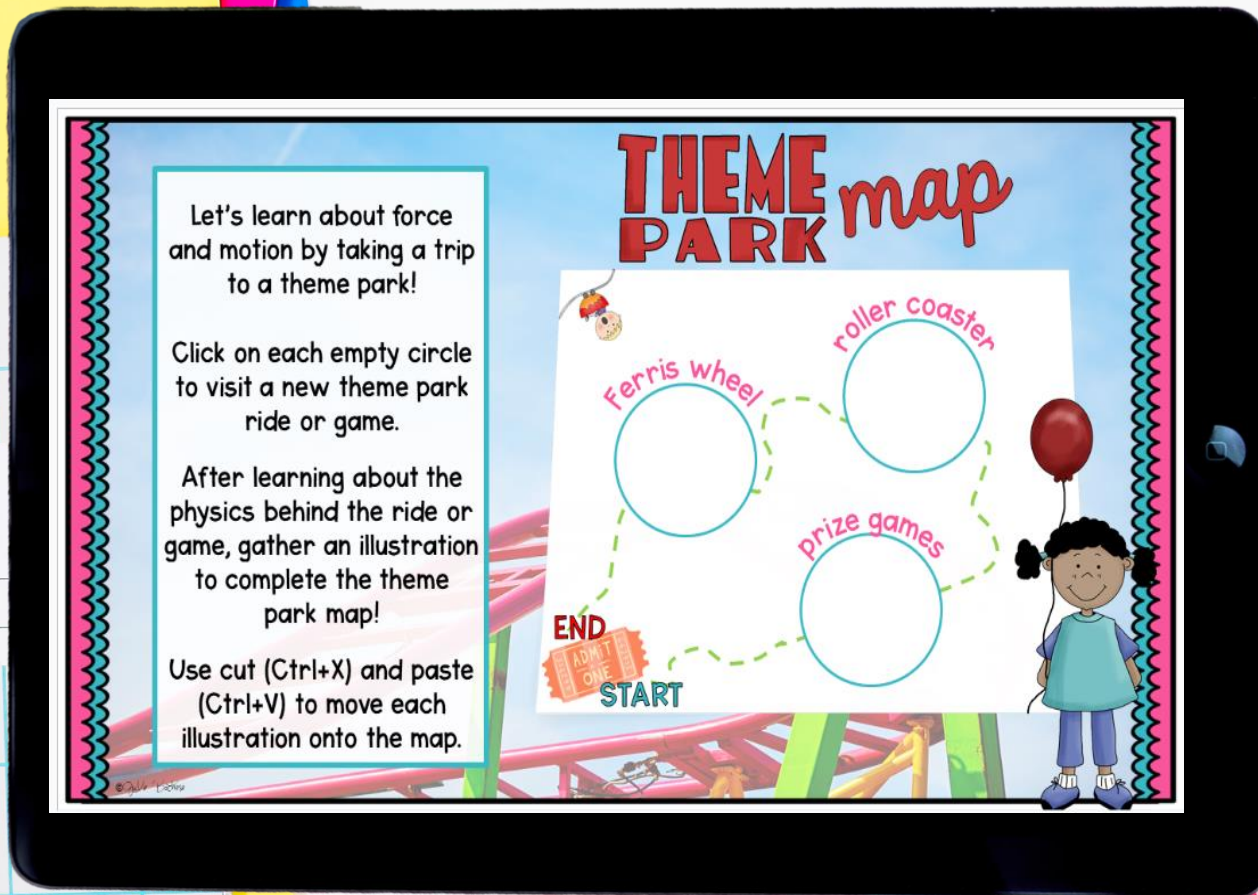 Let's learn about force
and motion by taking a trip
to a theme park!
Click on each empty circle
to visit a new theme park
ride or game.
After learning about the
physics behind the ride or
game, gather an illustration
to complete the theme
park map!
Use cut (Ctrl+X) and paste
(Ctrl+V) to move each
illustration onto the map.
©
THEME
PARK map
roller coaster
Ferris wheel
prize games
END
ADMIT
ONE
START